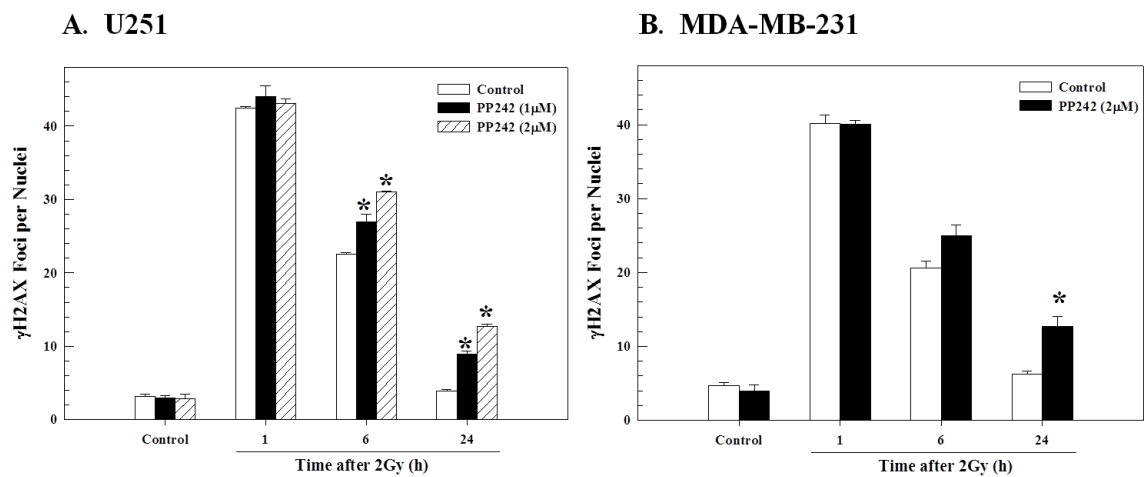 A. U251
Control
PP242 (1μM)
PP242 (2μM)
γH2AX Foci per Nuclei
40
30
20
10
0
*
*
*
*
Control
1
6
24
Time after 2Gy (h)
B. MDA-MB-231
Control
PP242 (2μM)
γH2AX Foci per Nuclei
40
30
20
10
0
*
Control
1
6
24
Time after 2Gy (h)